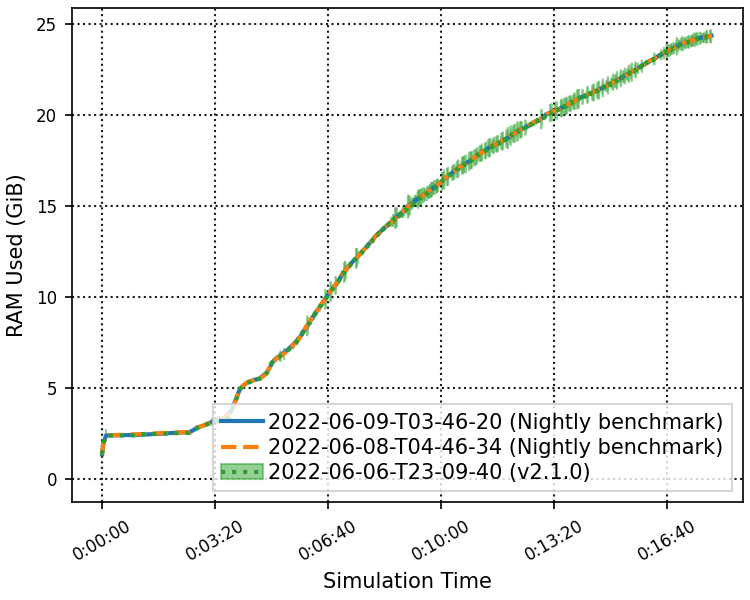 25
20
15
10
5
0
RAM Used (GiB)
2022-06-09-T03-46-20 (Nightly benchmark)
2022-06-08-T04-46-34 (Nightly benchmark)
2022-06-06-T23-09-40 (v2.1.0)
0:00:00
0:03:20
0:06:40
0:10:00
0:13:20
0:16:40
Simulation Time